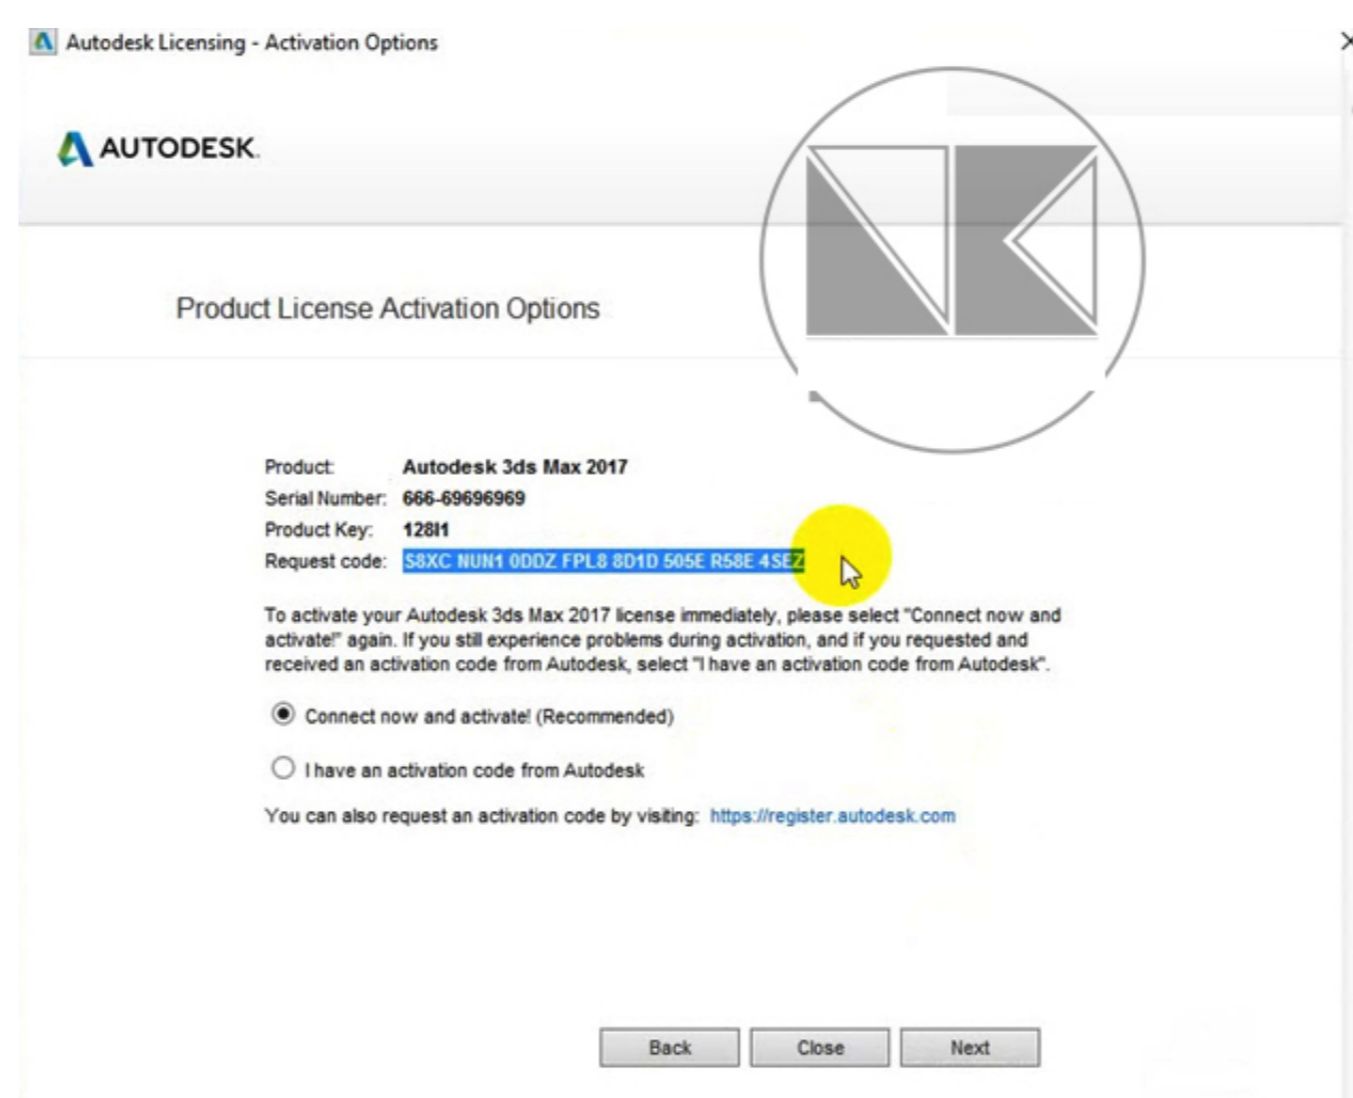 Autodesk Licensing - Activation Options
AUTODESK.
Product License Activation Options
Product: Autodesk 3ds Max 2017
Serial Number: 666-69696969
Product Key: 128I1
Request code: S8XC NUN1 0DDZ FPL8 8D1D 505E R58E 4SEZ
To activate your Autodesk 3ds Max 2017 license immediately, please select "Connect now and
activate!" again. If you still experience problems during activation, and if you requested and
received an activation code from Autodesk, select "I have an activation code from Autodesk".
Connect now and activate! (Recommended)
I have an activation code from Autodesk
You can also request an activation code by visiting: https://register.autodesk.com
Back Close Next